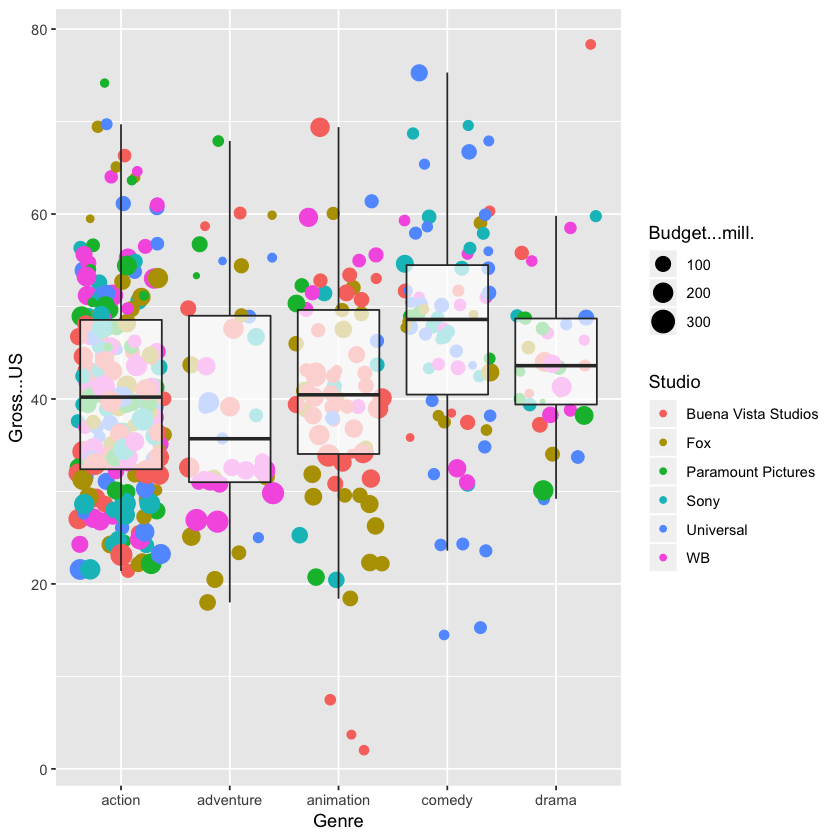 80
60
40
20
0
Gross...US
action adventure animation comedy drama
Genre
Budget...mill.
100
200
300
Studio
Buena Vista Studios
Fox
Paramount Pictures
Sony
Universal
WB